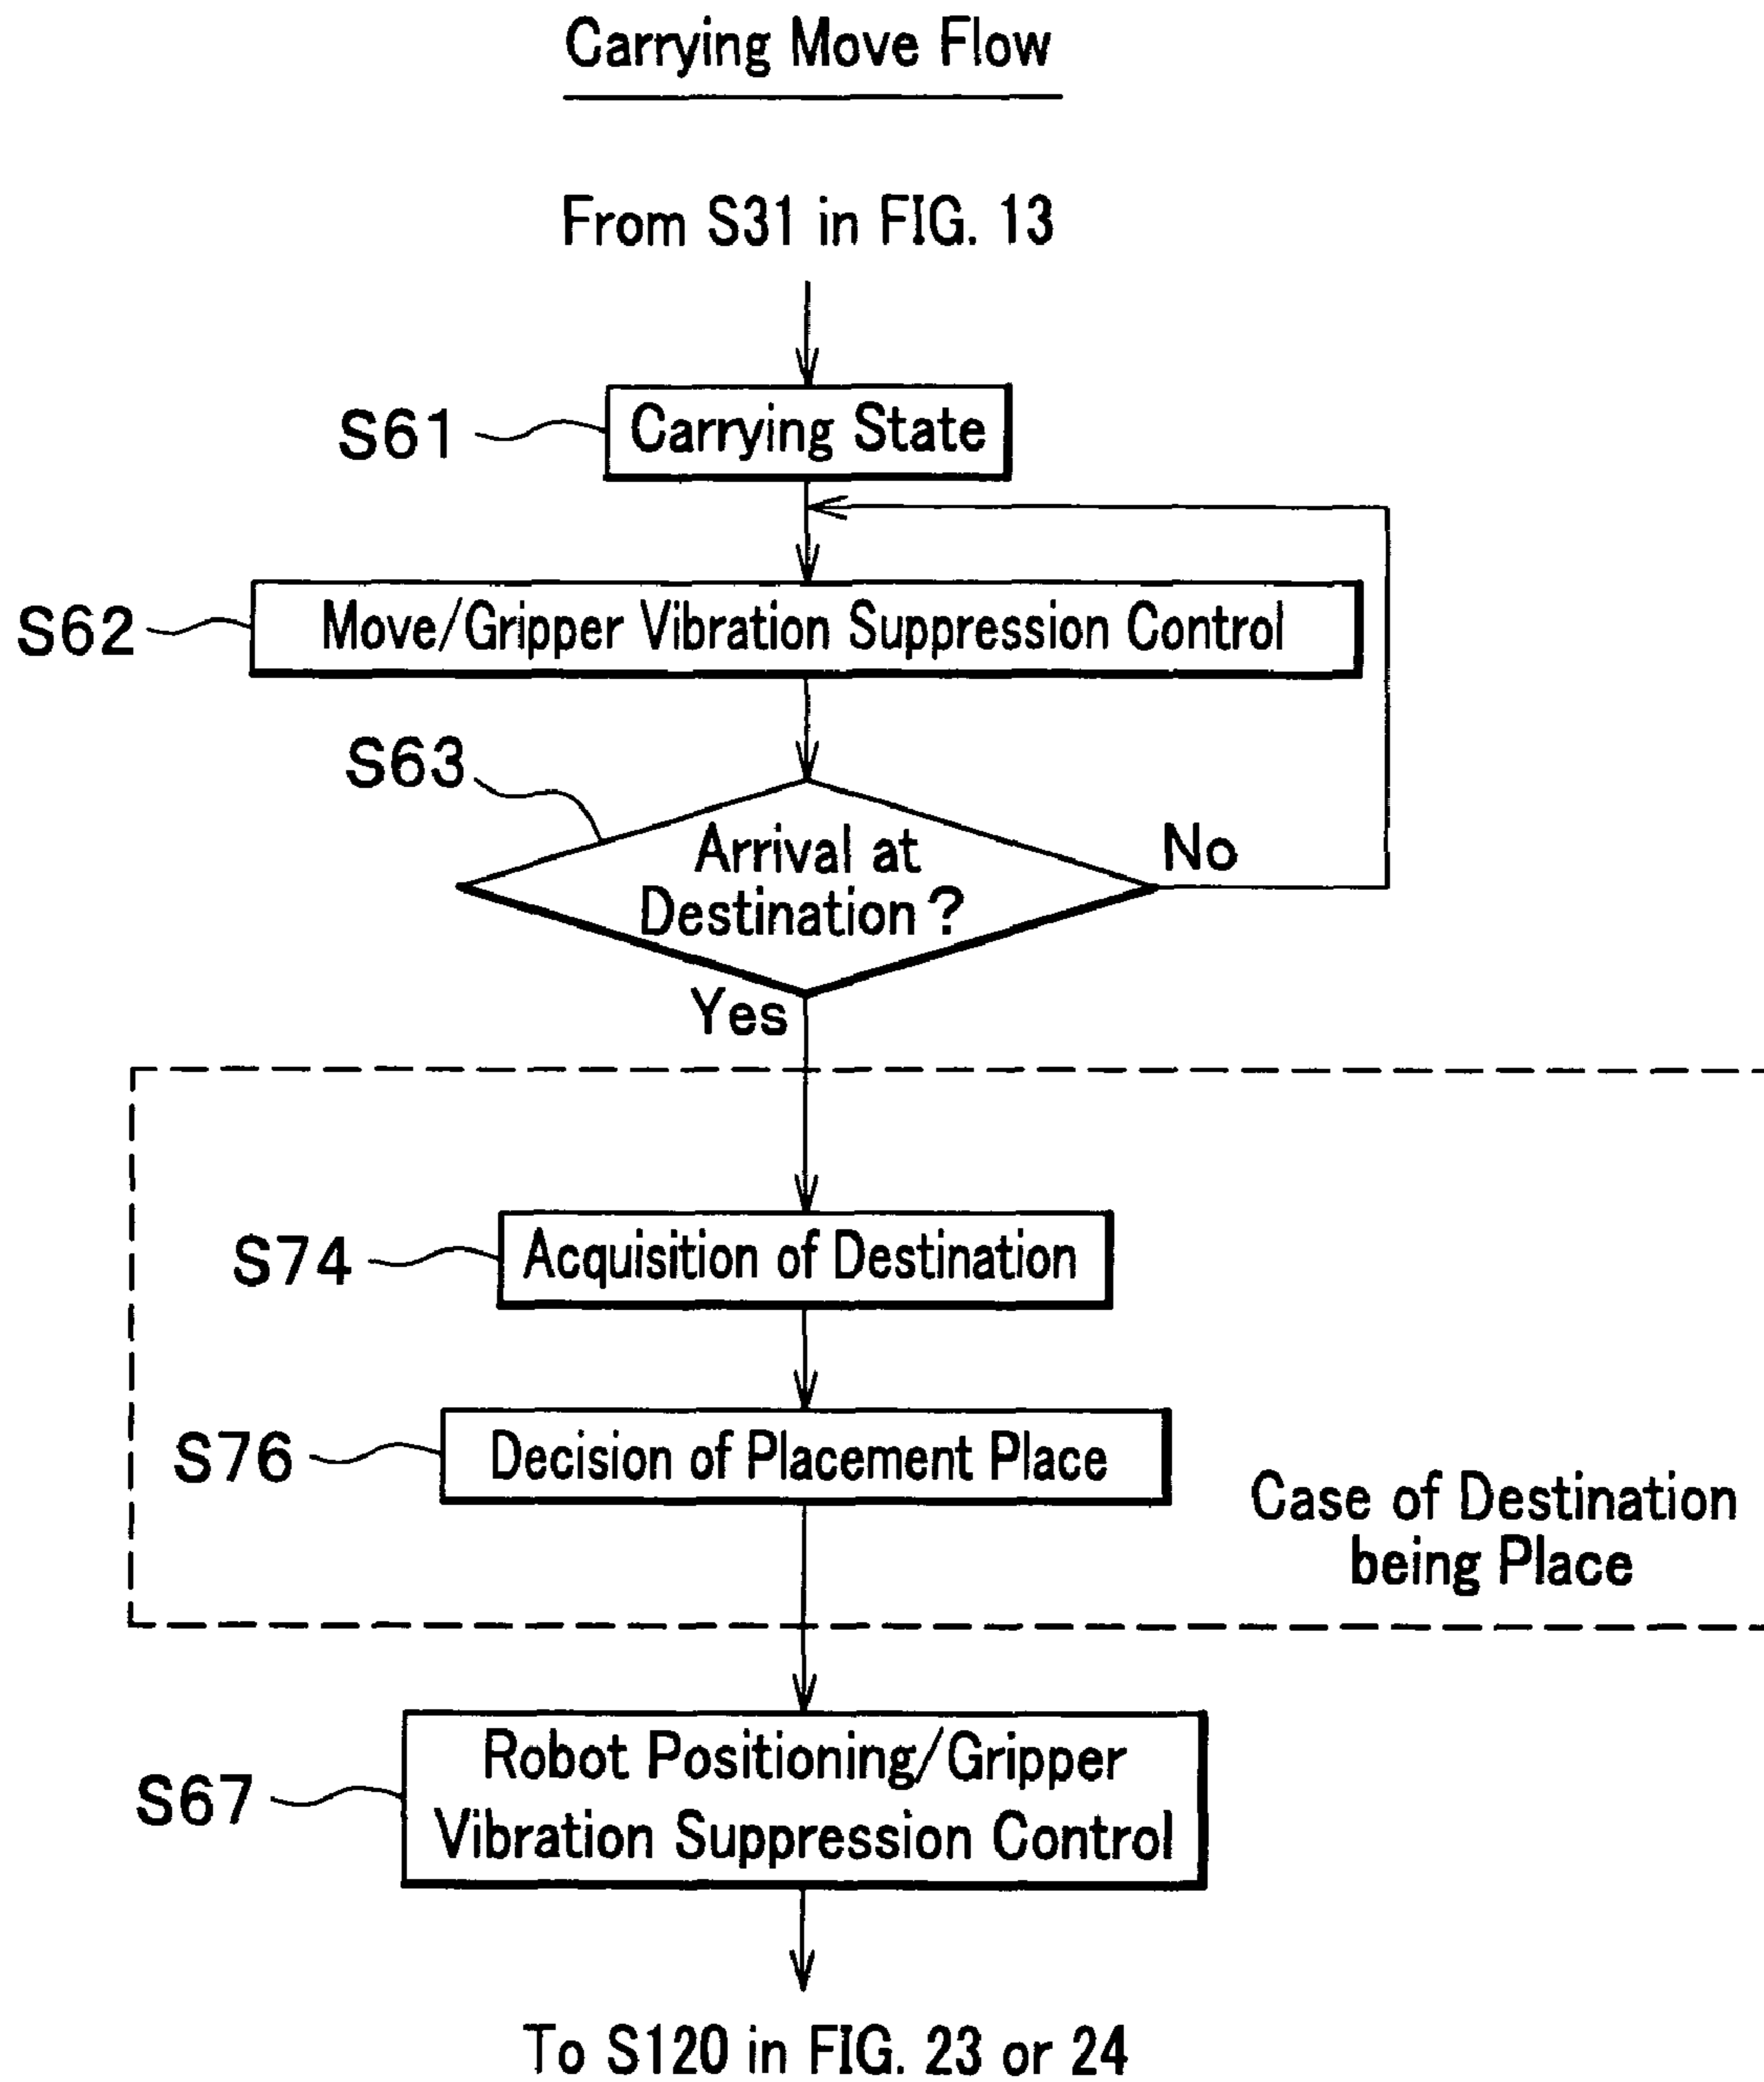 Carrying Move Flow
From S31 in FIG. 13
S61
Carrying State
S62
Move/Gripper Vibration Suppression Control
S63
Arrival at
Destination?
No
Yes
S74
Acquisition of Destination
S76
Decision of Placement Place
Case of Destination
being Place
S67
Robot Positioning/Gripper
Vibration Suppression Control
To S120 in FIG. 23 or 24